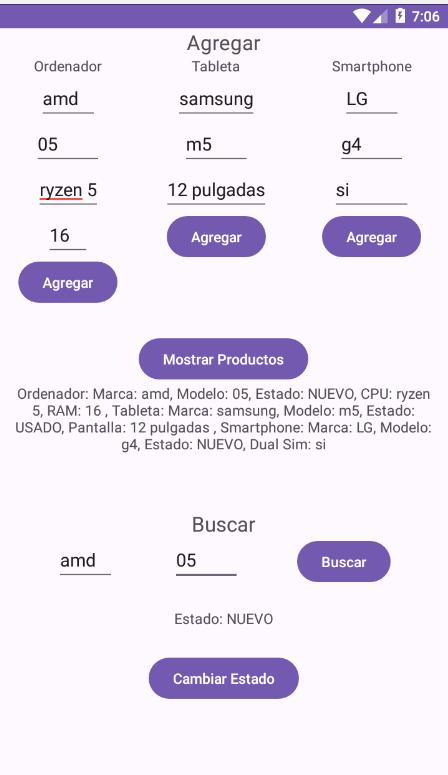 7:06
Agregar
Ordenador Tableta Smartphone
amd samsung LG
05 m5 g4
ryzen 5 12 pulgadas si
16 Agregar Agregar
Agregar
Mostrar Productos
Ordenador: Marca: amd, Modelo: 05, Estado: NUEVO, CPU: ryzen
5, RAM: 16 , Tableta: Marca: samsung, Modelo: m5, Estado:
USADO, Pantalla: 12 pulgadas , Smartphone: Marca: LG, Modelo:
g4, Estado: NUEVO, Dual Sim: si
Buscar
amd 05 Buscar
Estado: NUEVO
Cambiar Estado